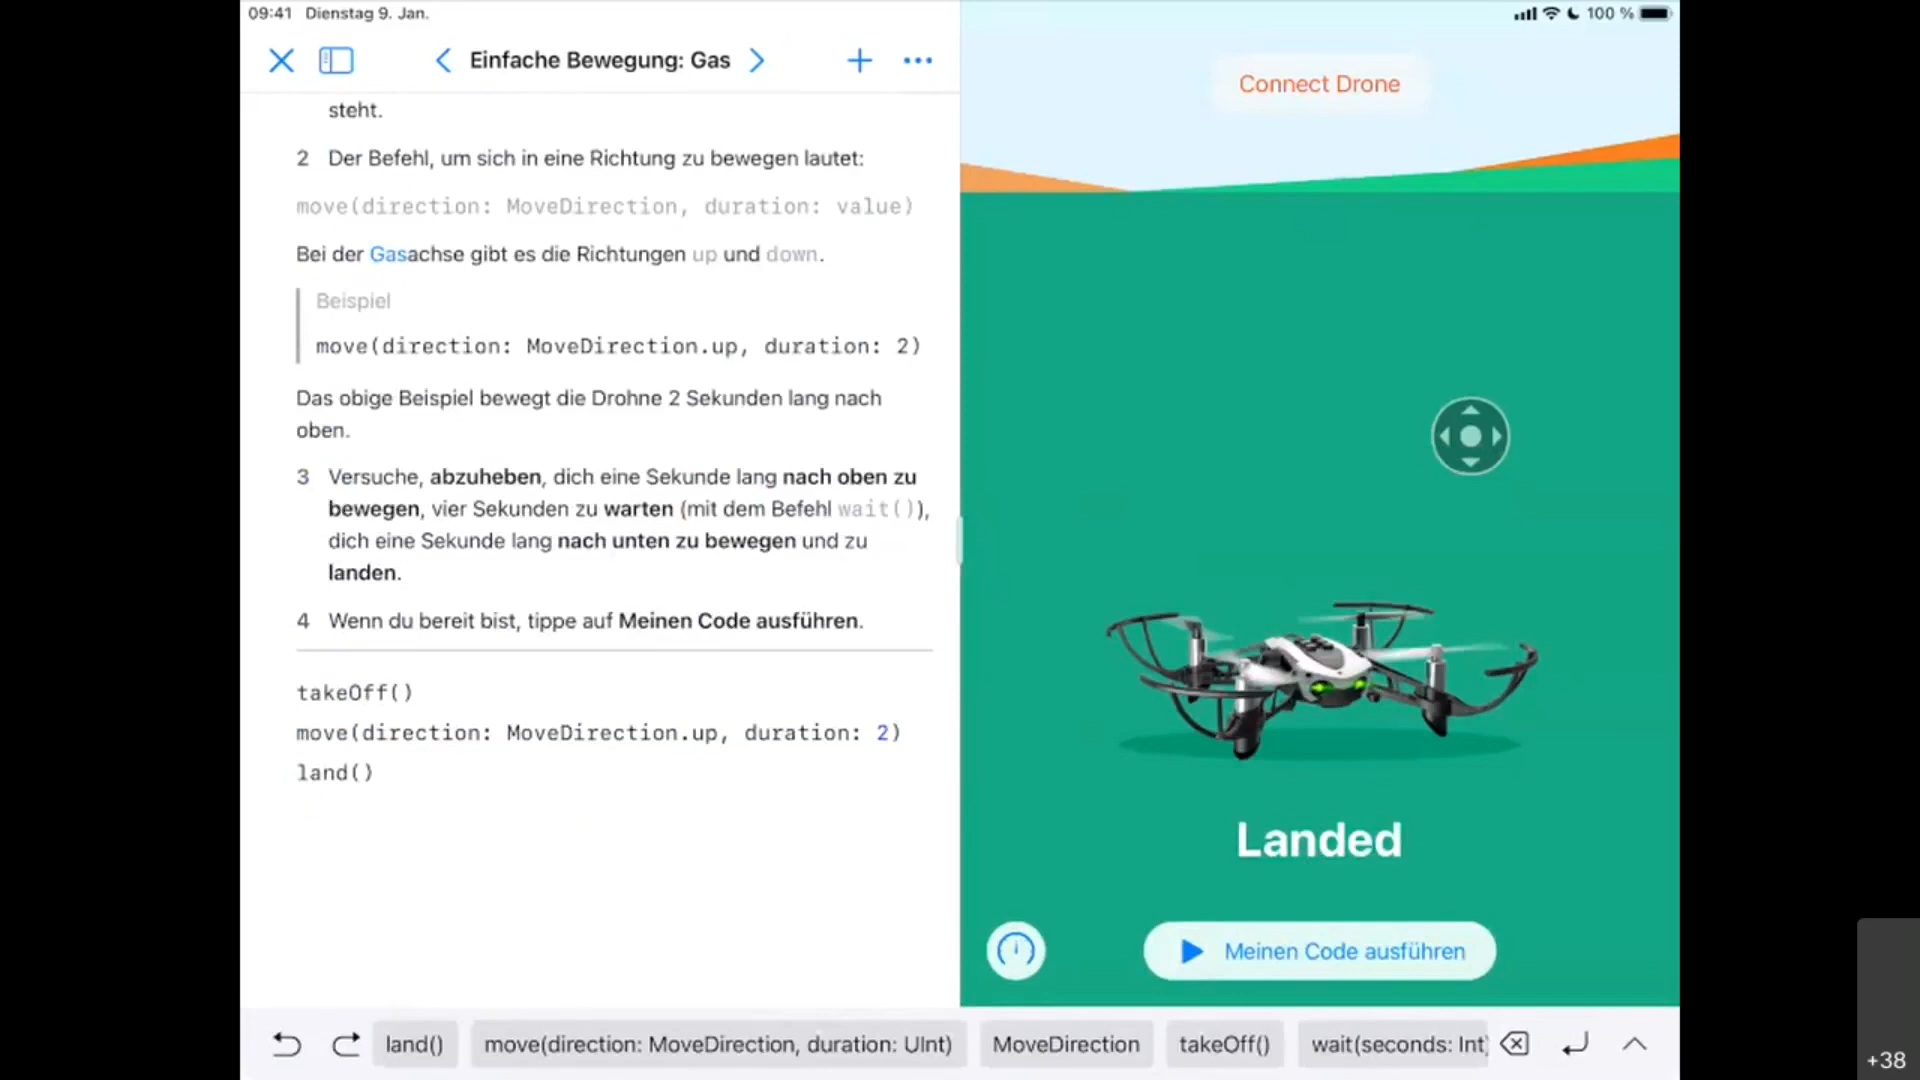 09:41 Dienstag 9. Jan.
100 %
Einfache Bewegung: Gas
Connect Drone
steht.
2 Der Befehl, um sich in eine Richtung zu bewegen lautet:
move(direction: MoveDirection, duration: value)
Bei der Gasachse gibt es die Richtungen up und down.
Beispiel
move(direction: MoveDirection.up, duration: 2)
Das obige Beispiel bewegt die Drohne 2 Sekunden lang nach
oben.
3 Versuche, abzuheben, dich eine Sekunde lang nach oben zu
bewegen, vier Sekunden zu warten (mit dem Befehl wait()),
dich eine Sekunde lang nach unten zu bewegen und zu
landen.
4 Wenn du bereit bist, tippe auf Meinen Code ausführen.
takeOff()
move(direction: MoveDirection.up, duration: 2)
land()
Landed
Meinen Code ausführen
land() move(direction: MoveDirection, duration: UInt) MoveDirection takeOff() wait(seconds: Int)
+38